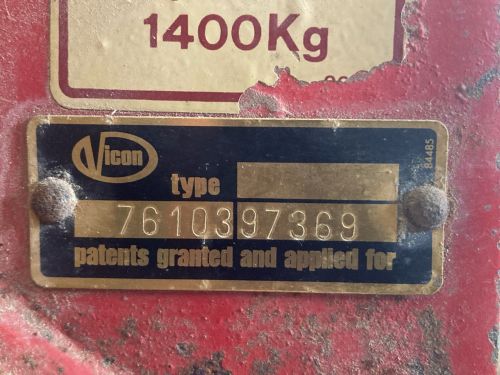 1400Kg
Vicon
84485
type
7610397369
patents granted and applied for